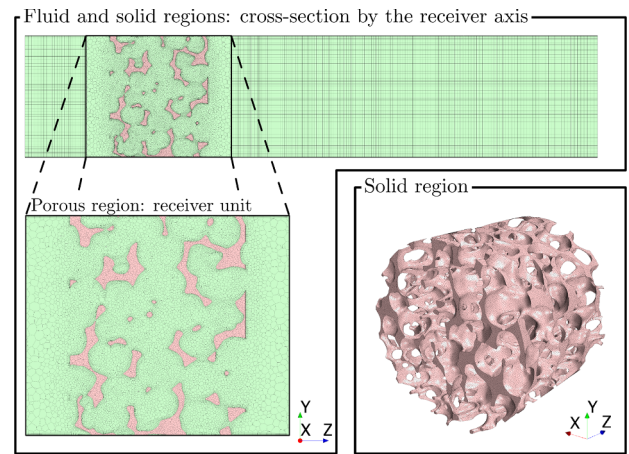 Fluid and solid regions: cross-section by the receiver axis
Porous region: receiver unit
Y
X Z
Solid region
Y
X Z